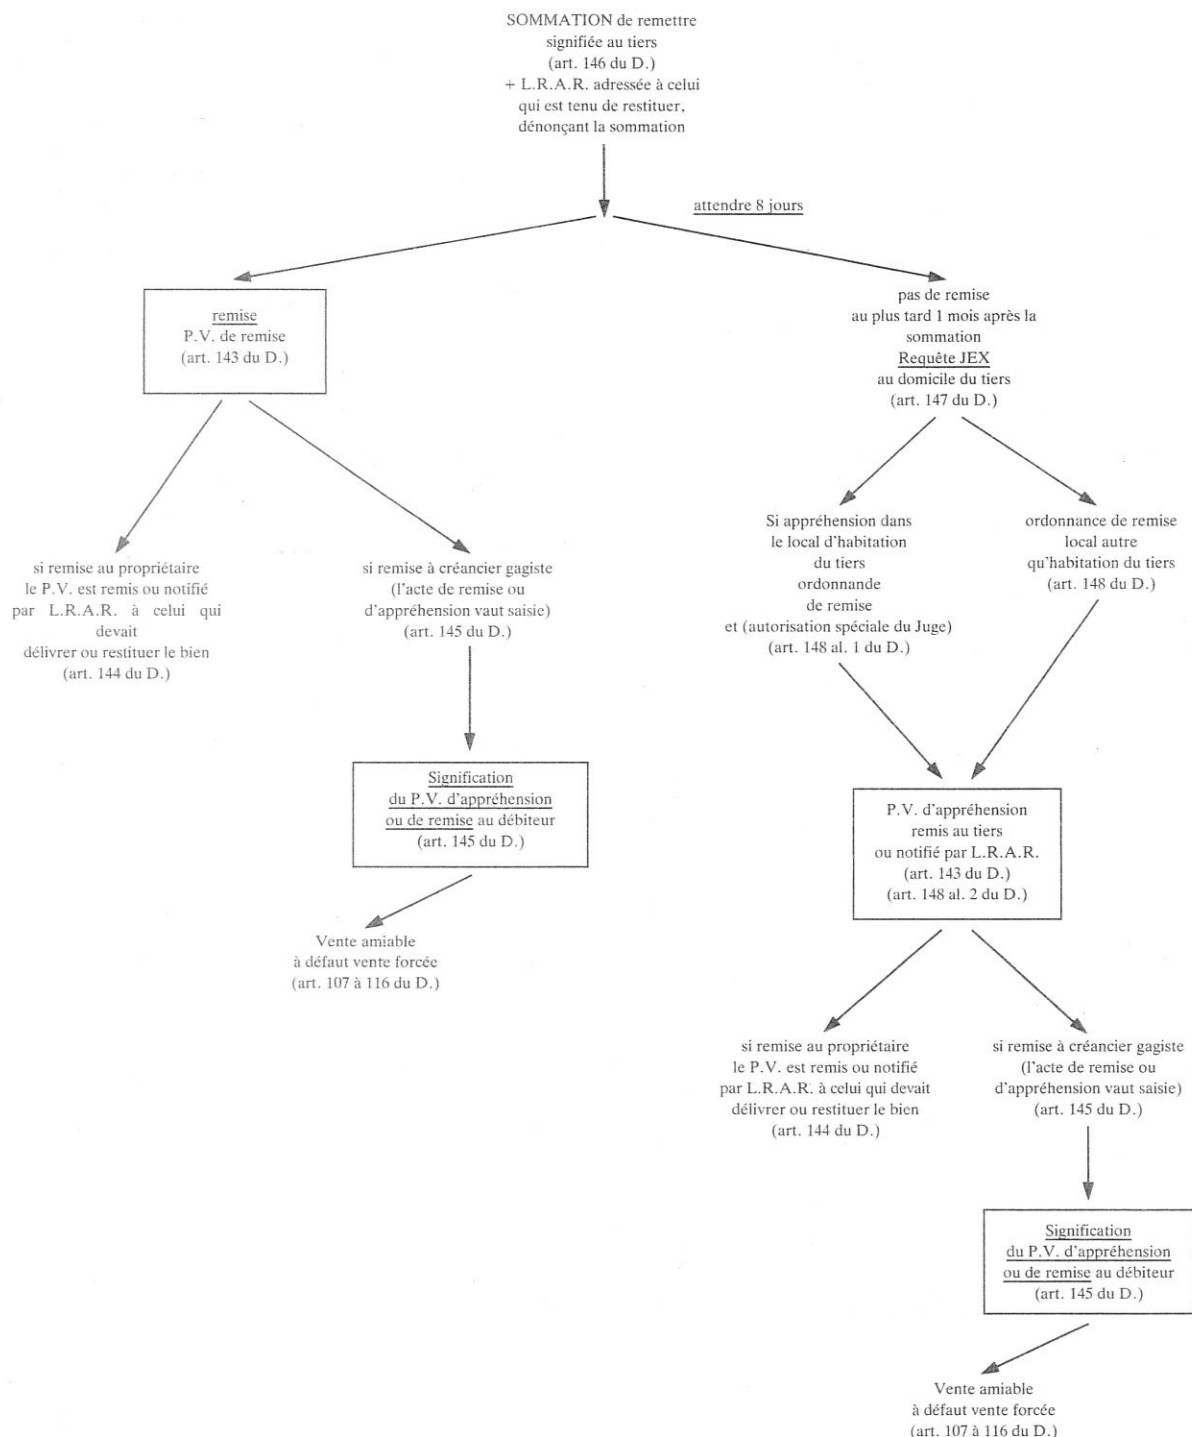 SOMMATION de remettre
signifiée au tiers
(art. 146 du D.)
+ L.R.A.R. adressée à celui
qui est tenu de restituer,
dénonçant la sommation
attendre 8 jours
remise
P.V. de remise
(art. 143 du D.)
pas de remise
au plus tard 1 mois après la
sommation
Requête JEX
au domicile du tiers
(art. 147 du D.)
si remise au propriétaire
le P.V. est remis ou notifié
par L.R.A.R. à celui qui
devait
délivrer ou restituer le bien
(art. 144 du D.)
si remise à créancier gagiste
(l'acte de remise ou
d'appréhension vaut saisie)
(art. 145 du D.)
Si appréhension dans
le local d'habitation
du tiers
ordonnande
de remise
et (autorisation spéciale du Juge)
(art. 148 al. 1 du D.)
ordonnance de remise
local autre
qu'habitation du tiers
(art. 148 du D.)
Signification
du P.V. d'appréhension
ou de remise au débiteur
(art. 145 du D.)
Vente amiable
à défaut vente forcée
(art. 107 à 116 du D.)
P.V. d'appréhension
remis au tiers
ou notifié par L.R.A.R.
(art. 143 du D.)
(art. 148 al. 2 du D.)
si remise au propriétaire
le P.V. est remis ou notifié
par L.R.A.R. à celui qui devait
délivrer ou restituer le bien
(art. 144 du D.)
si remise à créancier gagiste
(l'acte de remise ou
d'appréhension vaut saisie)
(art. 145 du D.)
Signification
du P.V. d'appréhension
ou de remise au débiteur
(art. 145 du D.)
Vente amiable
à défaut vente forcée
(art. 107 à 116 du D.)